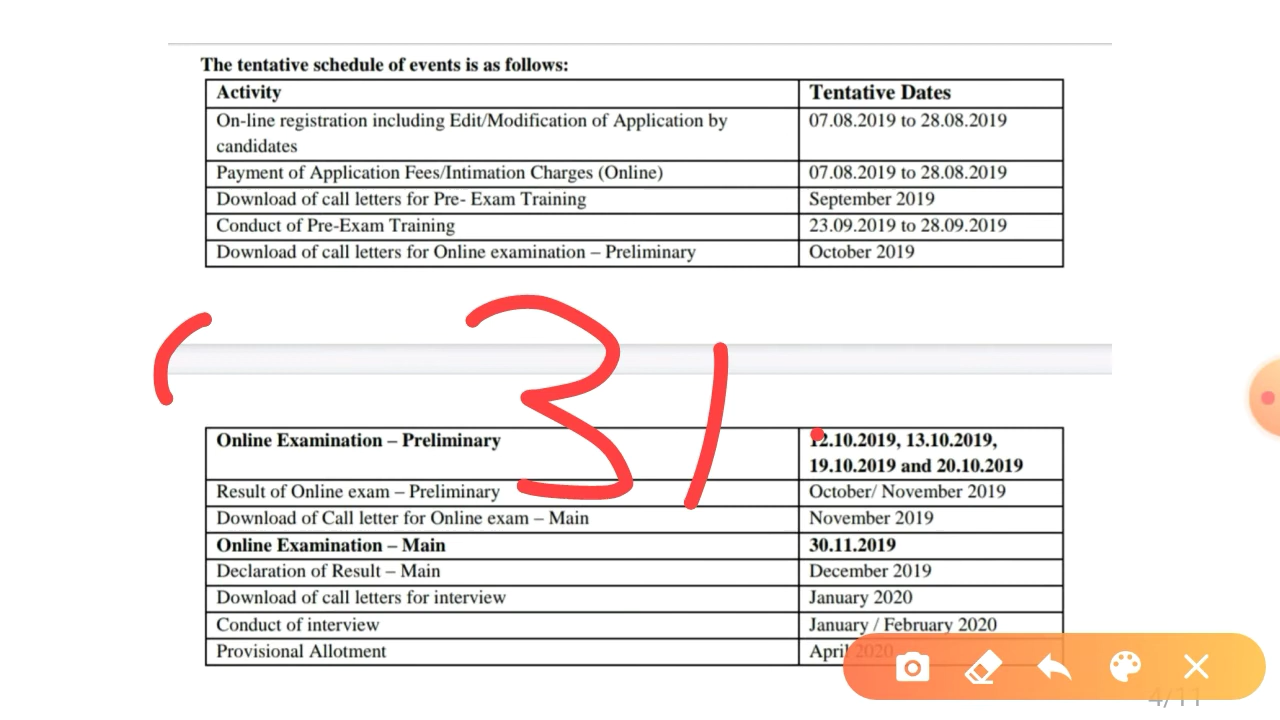 The tentative schedule of events is as follows:
Activity Tentative Dates
On-line registration including Edit/Modification of Application by 07.08.2019 to 28.08.2019
candidates
Payment of Application Fees/Intimation Charges (Online) 07.08.2019 to 28.08.2019
Download of call letters for Pre- Exam Training September 2019
Conduct of Pre-Exam Training 23.09.2019 to 28.09.2019
Download of call letters for Online examination – Preliminary October 2019
31
Online Examination – Preliminary 12.10.2019, 13.10.2019,
19.10.2019 and 20.10.2019
Result of Online exam – Preliminary October/ November 2019
Download of Call letter for Online exam – Main November 2019
Online Examination – Main 30.11.2019
Declaration of Result – Main December 2019
Download of call letters for interview January 2020
Conduct of interview January / February 2020
Provisional Allotment April 2020
4/11